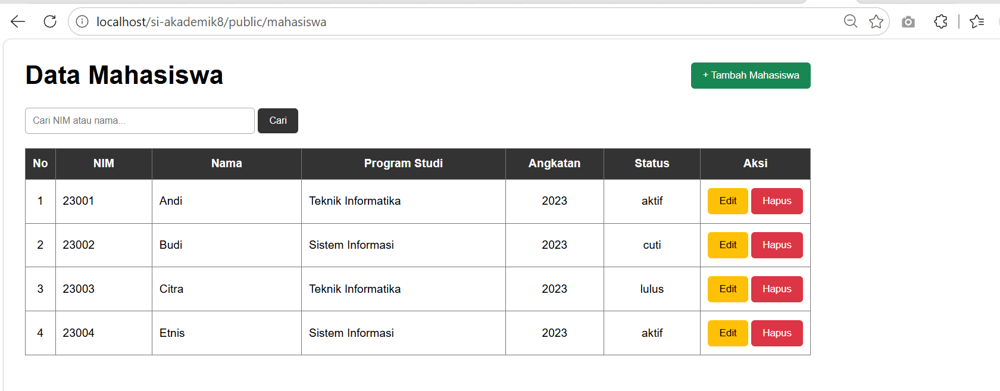 localhost/si-akademik8/public/mahasiswa
Data Mahasiswa
+ Tambah Mahasiswa
Cari NIM atau nama...
Cari
No NIM Nama Program Studi Angkatan Status Aksi
1 23001 Andi Teknik Informatika 2023 aktif Edit Hapus
2 23002 Budi Sistem Informasi 2023 cuti Edit Hapus
3 23003 Citra Teknik Informatika 2023 lulus Edit Hapus
4 23004 Etnis Sistem Informasi 2023 aktif Edit Hapus